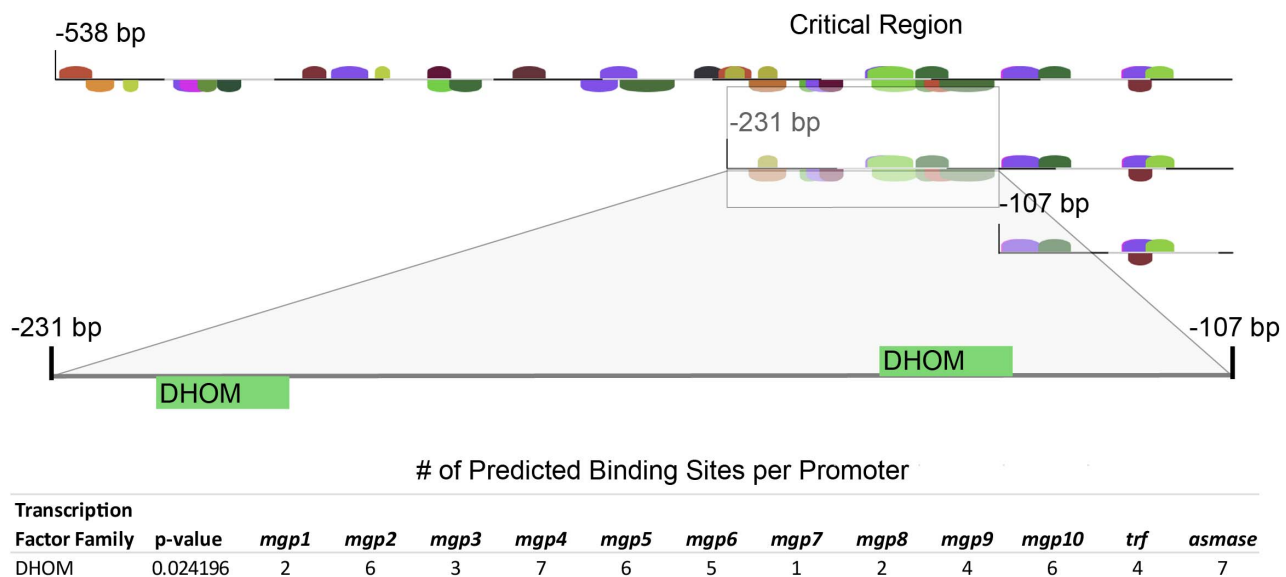 Critical Region
-538 bp
-231 bp
-107 bp
-231 bp
-107 bp
DHOM
DHOM
# of Predicted Binding Sites per Promoter
Transcription
Factor Family p-value mgp1 mgp2 mgp3 mgp4 mgp5 mgp6 mgp7 mgp8 mgp9 mgp10 trf asmase
DHOM 0.024196 2 6 3 7 6 5 1 2 4 6 4 7